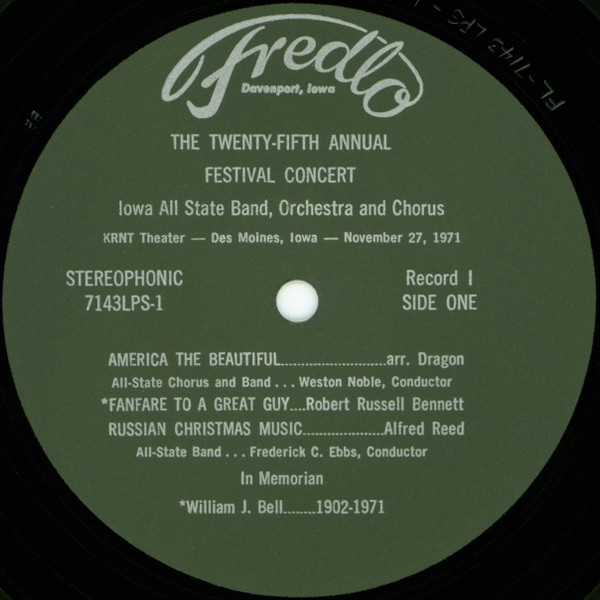 Fredlo
Davenport, Iowa
THE TWENTY-FIFTH ANNUAL
FESTIVAL CONCERT
Iowa All State Band, Orchestra and Chorus
KRNT Theater — Des Moines, Iowa — November 27, 1971
STEREOPHONIC Record I
7143LPS-1 SIDE ONE
AMERICA THE BEAUTIFUL..........................arr. Dragon
All-State Chorus and Band . . . Weston Noble, Conductor
*FANFARE TO A GREAT GUY....Robert Russell Bennett
RUSSIAN CHRISTMAS MUSIC....................Alfred Reed
All-State Band . . . Frederick C. Ebbs, Conductor
In Memorian
*William J. Bell........1902-1971